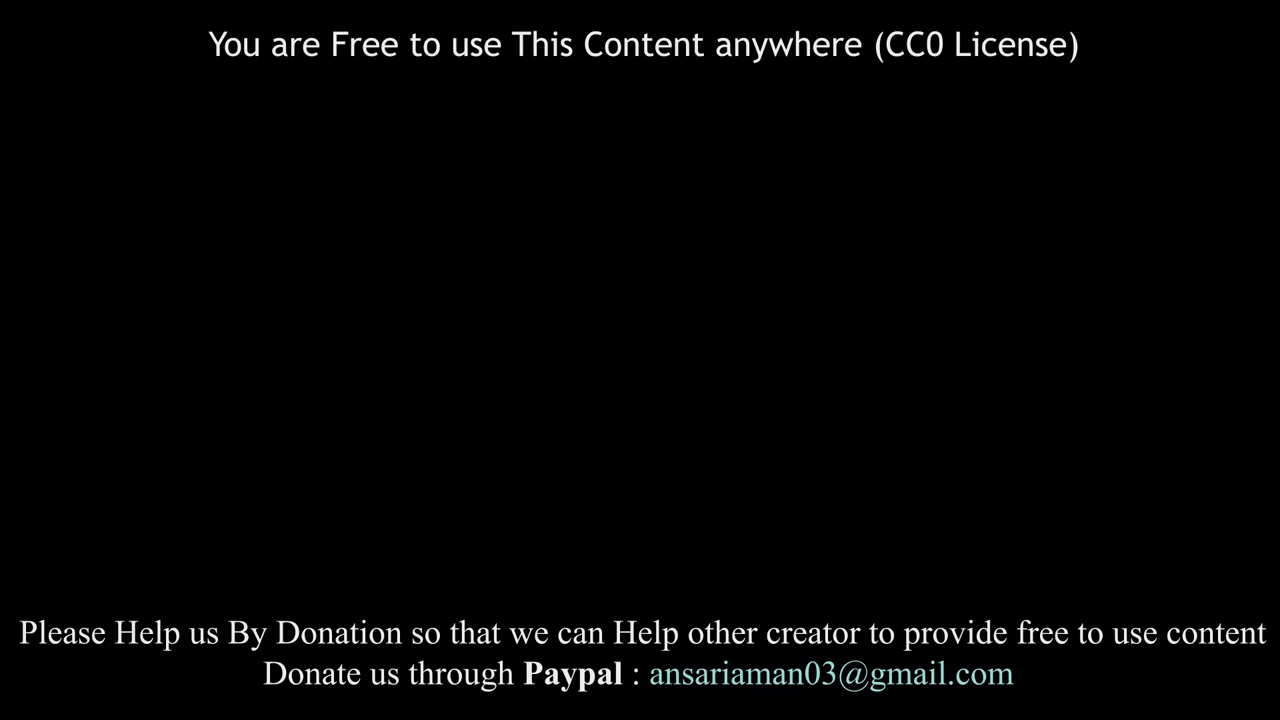 You are Free to use This Content anywhere (CC0 License)
Please Help us By Donation so that we can Help other creator to provide free to use content
Donate us through Paypal : ansariaman03@gmail.com